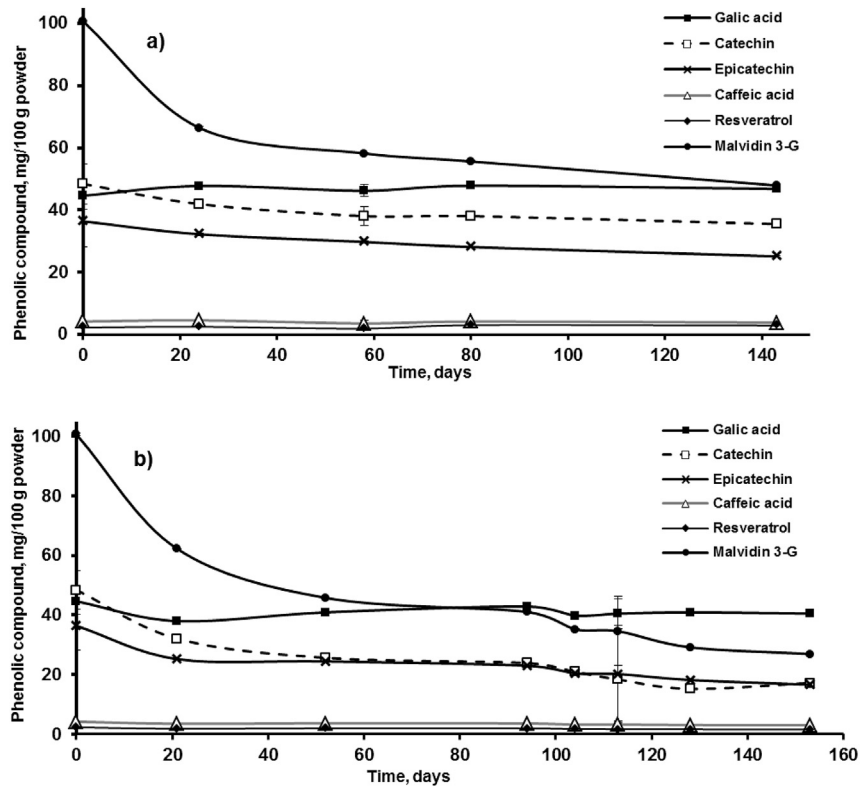 a)
Galic acid
Catechin
Epicatechin
Caffeic acid
Resveratrol
Malvidin 3-G
Phenolic compound, mg/100 g powder
100
80
60
40
20
0
0 20 40 60 80 100 120 140
Time, days
b)
Galic acid
Catechin
Epicatechin
Caffeic acid
Resveratrol
Malvidin 3-G
Phenolic compound, mg/100 g powder
100
80
60
40
20
0
0 20 40 60 80 100 120 140 160
Time, days